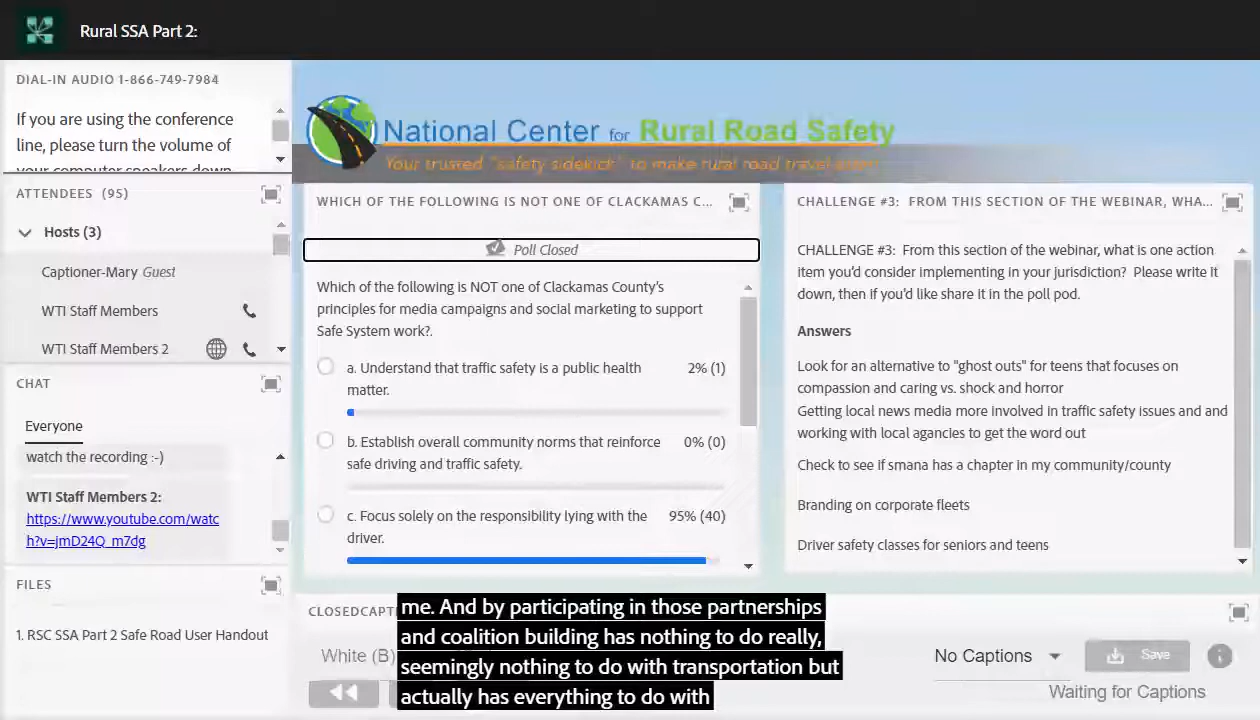 Rural SSA Part 2:
DIAL-IN AUDIO 1-866-749-7984
If you are using the conference
line, please turn the volume of
your computer speakers down.
ATTENDEES (95)
Hosts (3)
Captioner-Mary Guest
WTI Staff Members
WTI Staff Members 2
CHAT
Everyone
watch the recording :-)
WTI Staff Members 2:
https://www.youtube.com/watc
h?v=jmD24Q_m7dg
FILES
1. RSC SSA Part 2 Safe Road User Handout
National Center for Rural Road Safety
Your trusted "safety sidekick" to make rural road travel
WHICH OF THE FOLLOWING IS NOT ONE OF CLACKAMAS C...
Poll Closed
Which of the following is NOT one of Clackamas County's
principles for media campaigns and social marketing to support
Safe System work?.
a. Understand that traffic safety is a public health 2% (1)
matter.
b. Establish overall community norms that reinforce 0% (0)
safe driving and traffic safety.
c. Focus solely on the responsibility lying with the 95% (40)
driver.
CHALLENGE #3: FROM THIS SECTION OF THE WEBINAR, WHA...
CHALLENGE #3: From this section of the webinar, what is one action
item you'd consider implementing in your jurisdiction? Please write it
down, then if you'd like share it in the poll pod.
Answers
Look for an alternative to "ghost outs" for teens that focuses on
compassion and caring vs. shock and horror
Getting local news media more involved in traffic safety issues and and
working with local agancies to get the word out
Check to see if smana has a chapter in my community/county
Branding on corporate fleets
Driver safety classes for seniors and teens
CLOSEDCAPT
White (B)
me. And by participating in those partnerships
and coalition building has nothing to do really,
seemingly nothing to do with transportation but
actually has everything to do with
No Captions
Save
Waiting for Captions